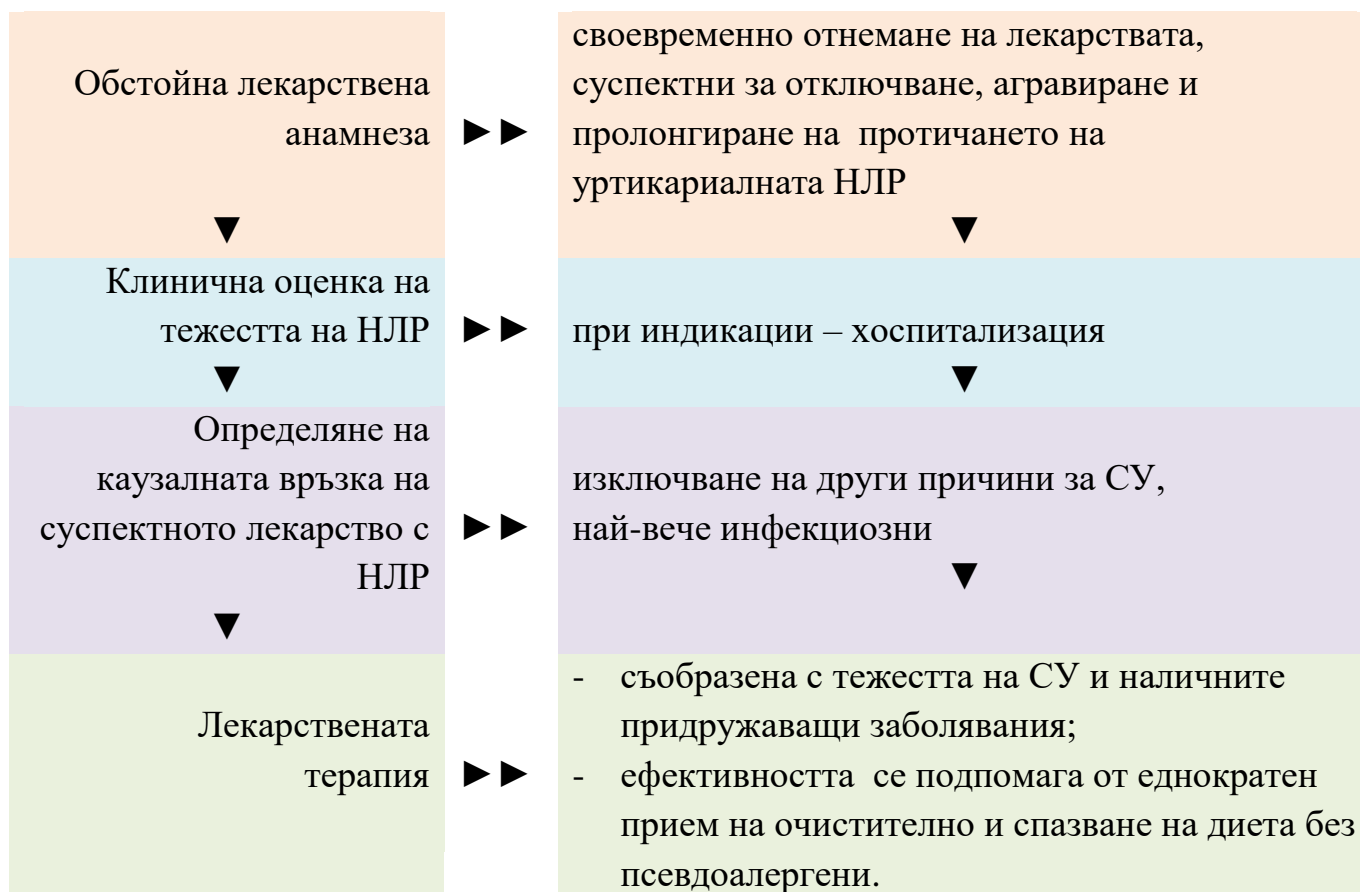 Обстойна лекарствена
анамнеза
►►
своевременно отнемане на лекарствата,
суспектни за отключване, агравиране и
пролонгиране на протичането на
уртикариалната НЛР
▼
▼
Клинична оценка на
тежестта на НЛР
►►
при индикации – хоспитализация
▼
▼
Определяне на
каузалната връзка на
суспектното лекарство с
НЛР
►►
изключване на други причини за СУ,
най-вече инфекциозни
▼
▼
Лекарствената
терапия
►►
- съобразена с тежестта на СУ и наличните
придружаващи заболявания;
- ефективността се подпомага от еднократен
прием на очистително и спазване на диета без
псевдоалергени.